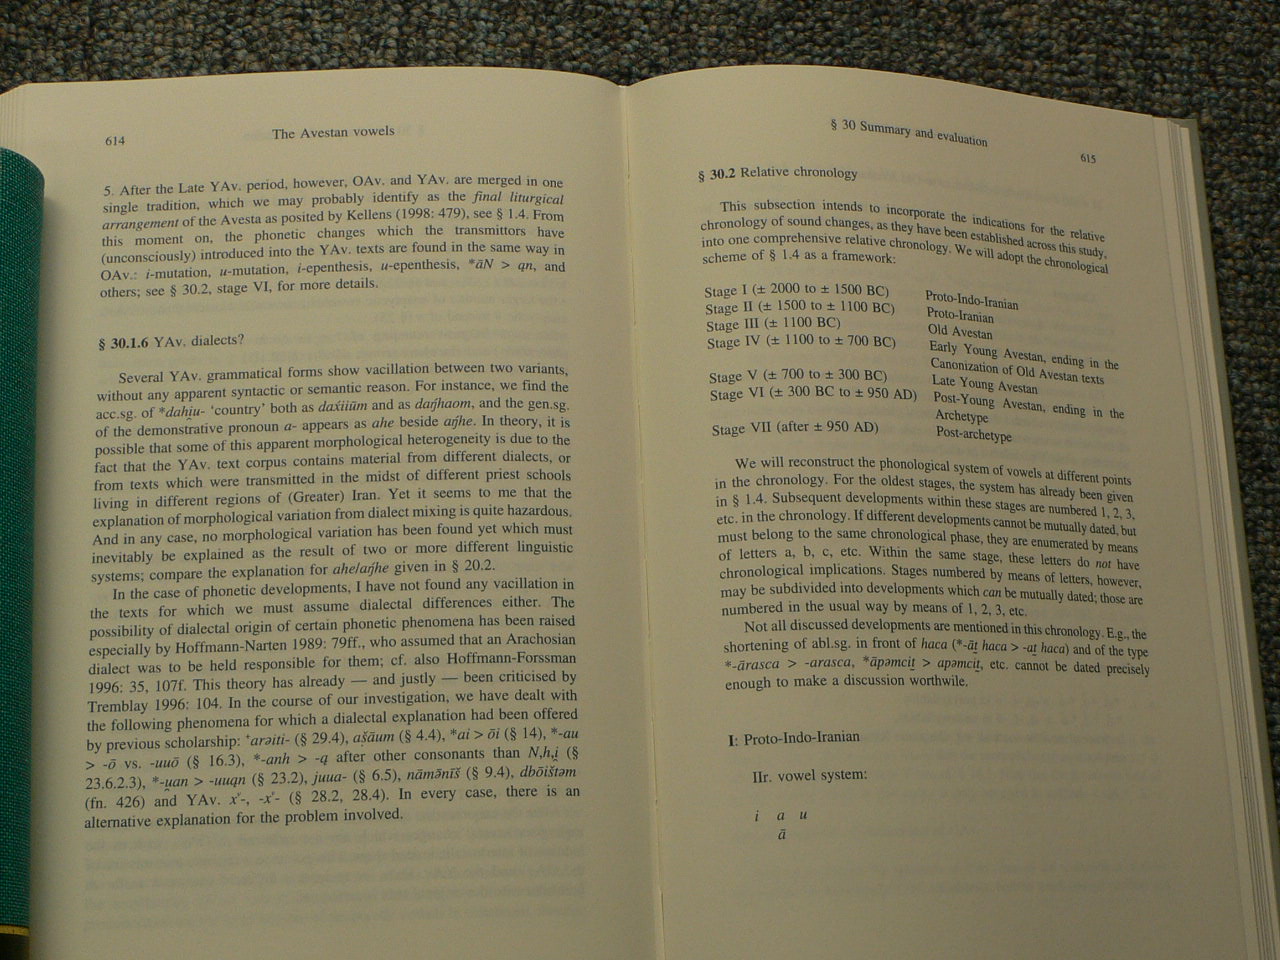 614
The Avestan vowels
5. After the Late YAv. period, however, OAv. and YAv. are merged in one
single tradition, which we may probably identify as the final liturgical
arrangement of the Avesta as posited by Kellens (1998: 479), see § 1.4. From
this moment on, the phonetic changes which the transmittors have
(unconsciously) introduced into the YAv. texts are found in the same way in
OAv.: i-mutation, u-mutation, i-epenthesis, u-epenthesis, *āN > ąn, and
others; see § 30.2, stage VI, for more details.
§ 30.1.6 YAv. dialects?
Several YAv. grammatical forms show vacillation between two variants,
without any apparent syntactic or semantic reason. For instance, we find the
acc.sg. of *dahi̯u- 'country' both as dax́iiūm and as daŋ́haom, and the gen.sg.
of the demonstrative pronoun a- appears as ahe beside aŋ́he. In theory, it is
possible that some of this apparent morphological heterogeneity is due to the
fact that the YAv. text corpus contains material from different dialects, or
from texts which were transmitted in the midst of different priest schools
living in different regions of (Greater) Iran. Yet it seems to me that the
explanation of morphological variation from dialect mixing is quite hazardous.
And in any case, no morphological variation has been found yet which must
inevitably be explained as the result of two or more different linguistic
systems; compare the explanation for ahe/aŋ́he given in § 20.2.
In the case of phonetic developments, I have not found any vacillation in
the texts for which we must assume dialectal differences either. The
possibility of dialectal origin of certain phonetic phenomena has been raised
especially by Hoffmann-Narten 1989: 79ff., who assumed that an Arachosian
dialect was to be held responsible for them; cf. also Hoffmann-Forssman
1996: 35, 107f. This theory has already — and justly — been criticised by
Tremblay 1996: 104. In the course of our investigation, we have dealt with
the following phenomena for which a dialectal explanation had been offered
by previous scholarship: ⁺arəiti- (§ 29.4), aṣ̌āum (§ 4.4), *ai > ōi (§ 14), *-au
> -ō vs. -uuō (§ 16.3), *-anh > -ą after other consonants than N,h,i̯ (§
23.6.2.3), *-u̯an > -uuąn (§ 23.2), juua- (§ 6.5), nāmə̄nīš (§ 9.4), dbōištəm
(fn. 426) and YAv. xᵛ-, -xᵛ- (§ 28.2, 28.4). In every case, there is an
alternative explanation for the problem involved.
§ 30 Summary and evaluation
615
§ 30.2 Relative chronology
This subsection intends to incorporate the indications for the relative
chronology of sound changes, as they have been established across this study,
into one comprehensive relative chronology. We will adopt the chronological
scheme of § 1.4 as a framework:
Stage I (± 2000 to ± 1500 BC) Proto-Indo-Iranian
Stage II (± 1500 to ± 1100 BC) Proto-Iranian
Stage III (± 1100 BC) Old Avestan
Stage IV (± 1100 to ± 700 BC) Early Young Avestan, ending in the
Canonization of Old Avestan texts
Stage V (± 700 to ± 300 BC) Late Young Avestan
Stage VI (± 300 BC to ± 950 AD) Post-Young Avestan, ending in the
Archetype
Stage VII (after ± 950 AD) Post-archetype
We will reconstruct the phonological system of vowels at different points
in the chronology. For the oldest stages, the system has already been given
in § 1.4. Subsequent developments within these stages are numbered 1, 2, 3,
etc. in the chronology. If different developments cannot be mutually dated, but
must belong to the same chronological phase, they are enumerated by means
of letters a, b, c, etc. Within the same stage, these letters do not have
chronological implications. Stages numbered by means of letters, however,
may be subdivided into developments which can be mutually dated; those are
numbered in the usual way by means of 1, 2, 3, etc.
Not all discussed developments are mentioned in this chronology. E.g., the
shortening of abl.sg. in front of haca (*-āt̰ haca > -at̰ haca) and of the type
*-ārasca > -arasca, *āpəmcit̰ > apəmcit̰, etc. cannot be dated precisely
enough to make a discussion worthwile.
I: Proto-Indo-Iranian
IIr. vowel system:
i a u
ā